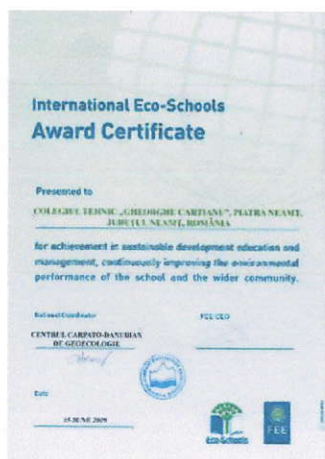 International Eco-Schools
Award Certificate
Presented to
COLEGIUL TEHNIC „GHEORGHE CARTIANU”, PIATRA NEAMȚ,
JUDEȚUL NEAMȚ, ROMÂNIA
for achievement in sustainable development education and
management, continuously improving the environmental
performance of the school and the wider community.
National Coordinator
FEE CEO
CENTRUL CARPATO-DANUBIAN
DE GEOECOLOGIE
Date
Eco-Schools
FEE